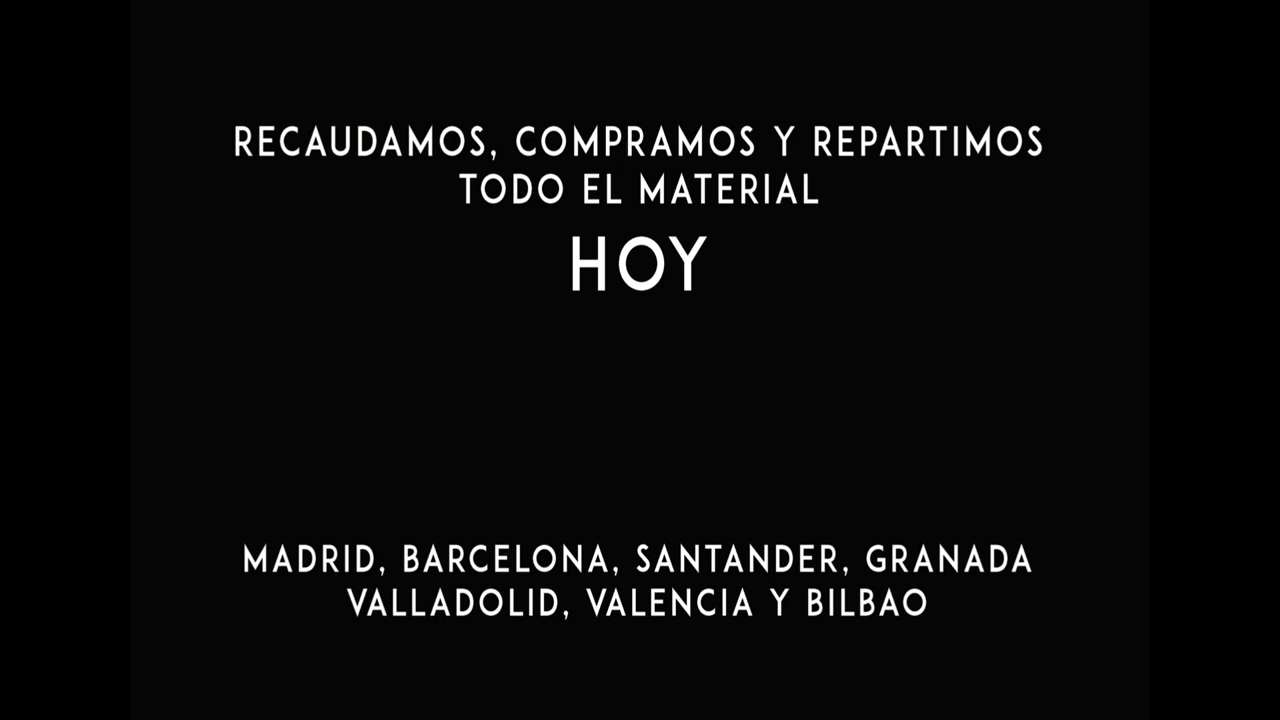 RECAUDAMOS, COMPRAMOS Y REPARTIMOS
TODO EL MATERIAL
HOY
MADRID, BARCELONA, SANTANDER, GRANADA
VALLADOLID, VALENCIA Y BILBAO